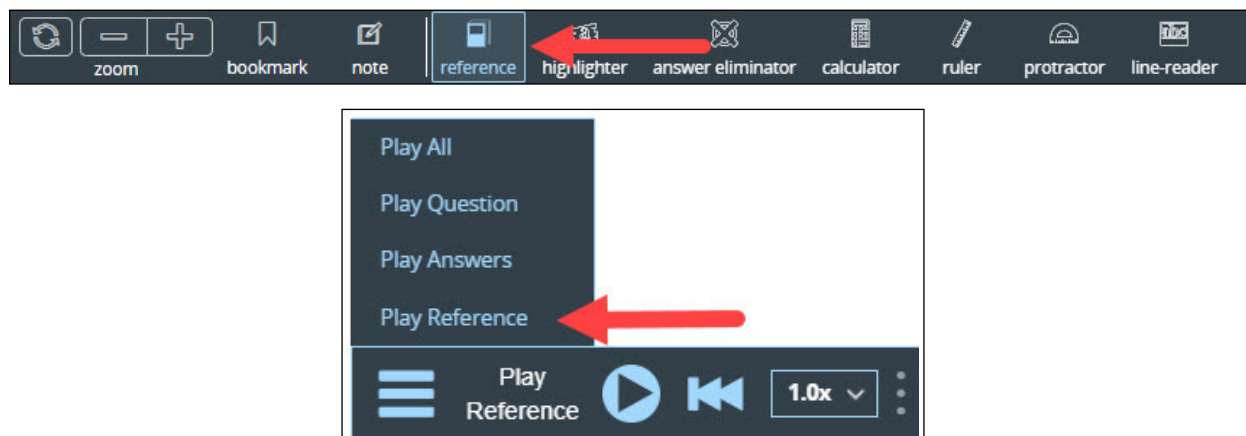 zoom bookmark note reference highlighter answer eliminator calculator ruler protractor line-reader
Play All
Play Question
Play Answers
Play Reference
Play
Reference
1.0x